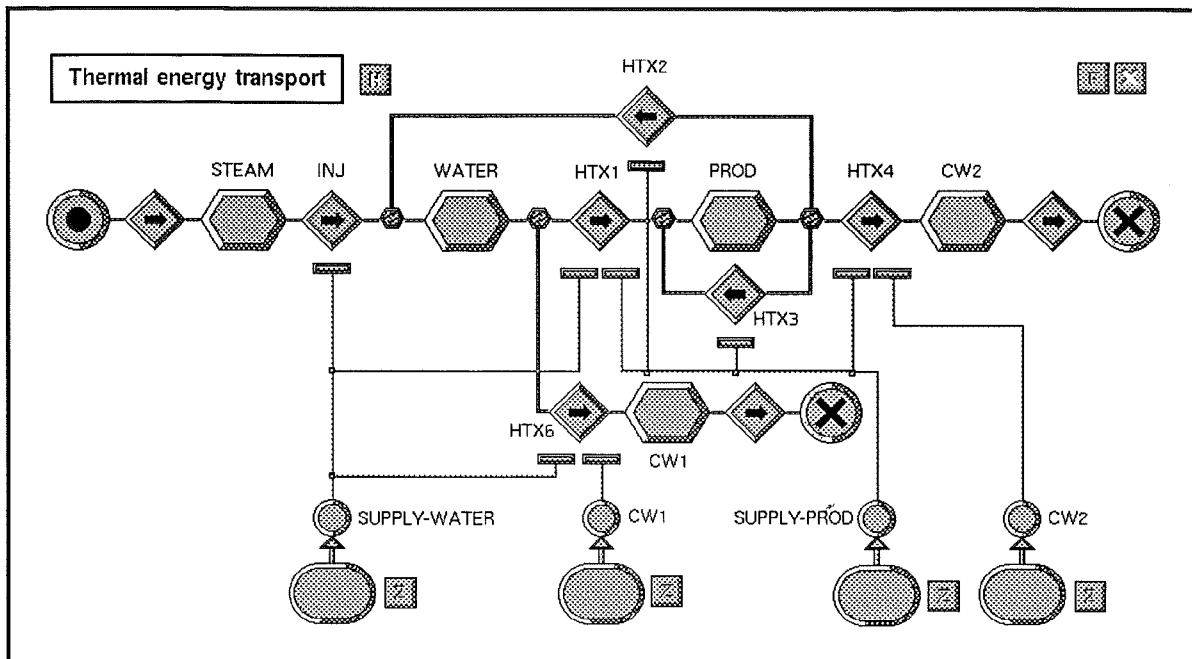 Thermal energy transport
HTX2
STEAM
INJ
WATER
HTX1
PROD
HTX4
CW2
HTX3
HTX6
CW1
SUPPLY-WATER
CW1
SUPPLY-PROD
CW2